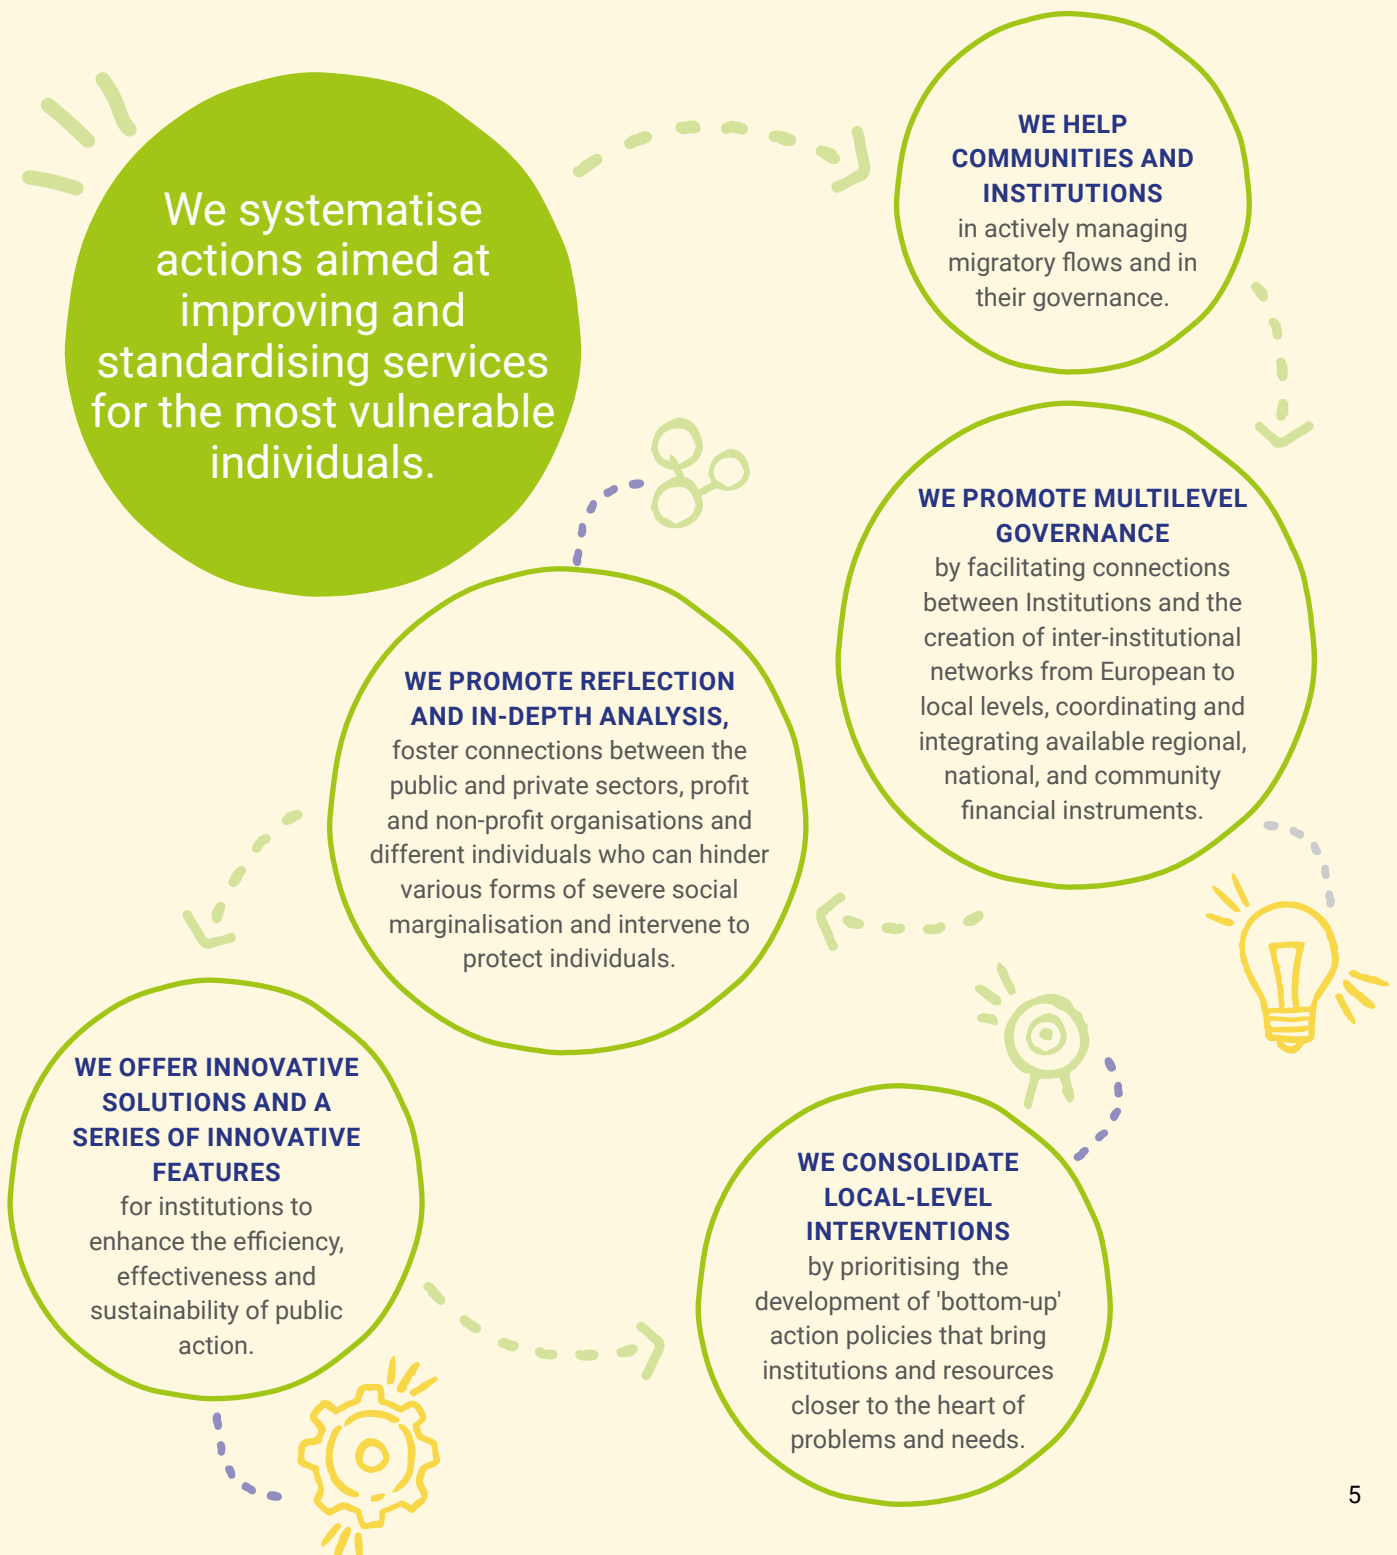 We systematise
actions aimed at
improving and
standardising services
for the most vulnerable
individuals.
WE HELP
COMMUNITIES AND
INSTITUTIONS
in actively managing
migratory flows and in
their governance.
WE PROMOTE MULTILEVEL
GOVERNANCE
by facilitating connections
between Institutions and the
creation of inter-institutional
networks from European to
local levels, coordinating and
integrating available regional,
national, and community
financial instruments.
WE PROMOTE REFLECTION
AND IN-DEPTH ANALYSIS,
foster connections between the
public and private sectors, profit
and non-profit organisations and
different individuals who can hinder
various forms of severe social
marginalisation and intervene to
protect individuals.
WE OFFER INNOVATIVE
SOLUTIONS AND A
SERIES OF INNOVATIVE
FEATURES
for institutions to
enhance the efficiency,
effectiveness and
sustainability of public
action.
WE CONSOLIDATE
LOCAL-LEVEL
INTERVENTIONS
by prioritising  the
development of 'bottom-up'
action policies that bring
institutions and resources
closer to the heart of
problems and needs.
5